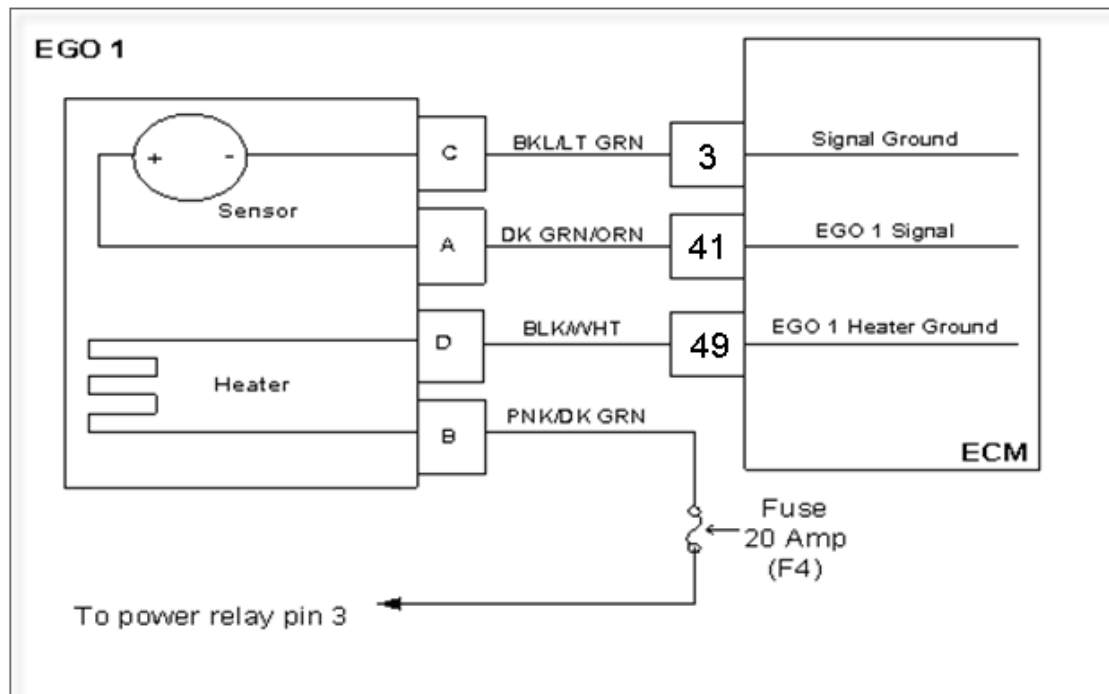 EGO 1
+ -
Sensor
Heater
C
A
D
B
BKL/LT GRN
DK GRN/ORN
BLK/WHT
PNK/DK GRN
3
41
49
Signal Ground
EGO 1 Signal
EGO 1 Heater Ground
ECM
Fuse
20 Amp
(F4)
To power relay pin 3